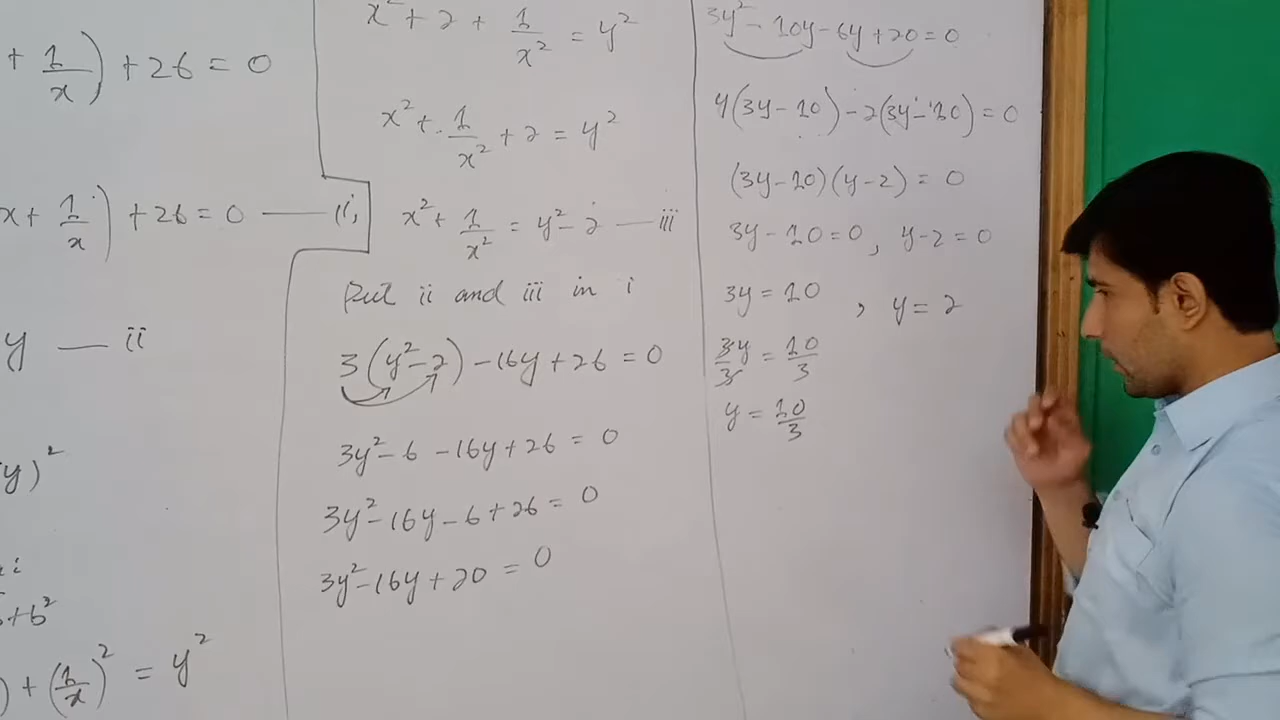 + 1/x) + 26 = 0
x + 1/x) + 26 = 0 —— ii,
y —— ii
y)²
+ b²
) + (1/x)² = y²
x² + 2 + 1/x² = y²
x² + 1/x² + 2 = y²
x² + 1/x² = y² - 2 —— iii
Put ii and iii in i
3(y² - 2) - 16y + 26 = 0
3y² - 6 - 16y + 26 = 0
3y² - 16y - 6 + 26 = 0
3y² - 16y + 20 = 0
3y² - 10y - 6y + 20 = 0
y(3y - 10) - 2(3y - 10) = 0
(3y - 10)(y - 2) = 0
3y - 10 = 0 , y - 2 = 0
3y = 10 , y = 2
3y/3 = 10/3
y = 10/3